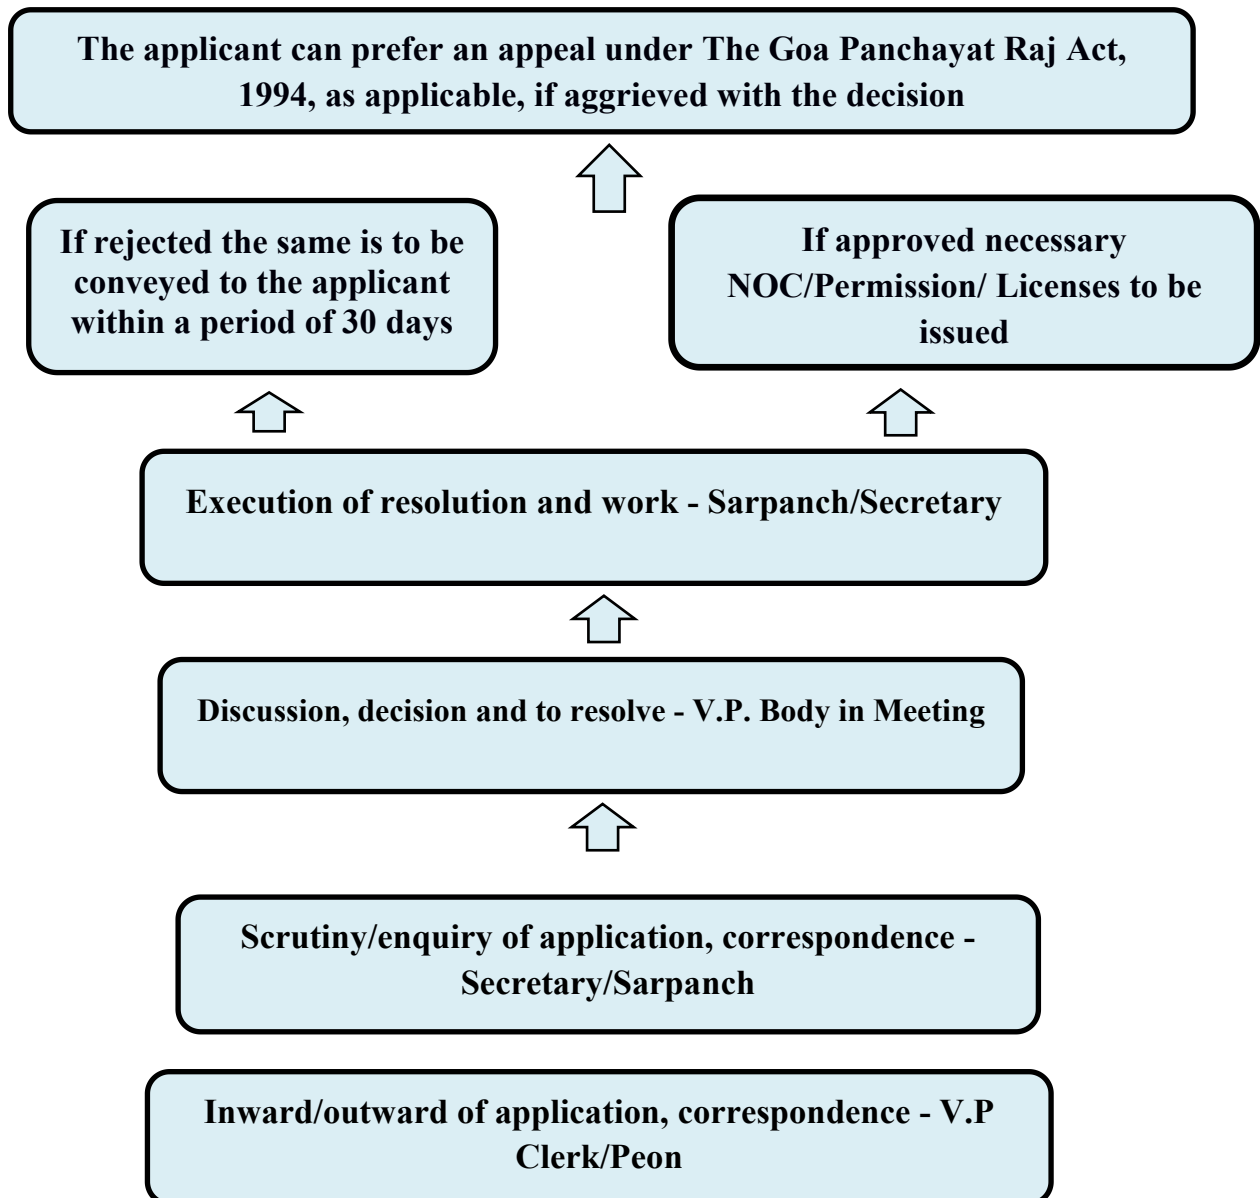 The applicant can prefer an appeal under The Goa Panchayat Raj Act,
1994, as applicable, if aggrieved with the decision
If rejected the same is to be
conveyed to the applicant
within a period of 30 days
If approved necessary
NOC/Permission/ Licenses to be
issued
Execution of resolution and work - Sarpanch/Secretary
Discussion, decision and to resolve - V.P. Body in Meeting
Scrutiny/enquiry of application, correspondence -
Secretary/Sarpanch
Inward/outward of application, correspondence - V.P
Clerk/Peon